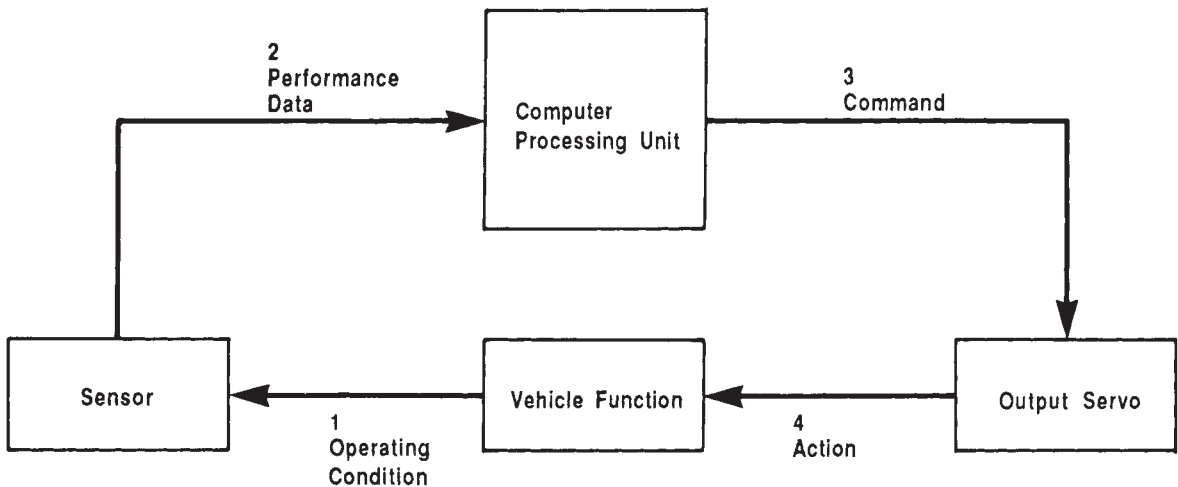 2
Performance
Data
Computer
Processing Unit
3
Command
Sensor
1
Operating
Condition
Vehicle Function
4
Action
Output Servo